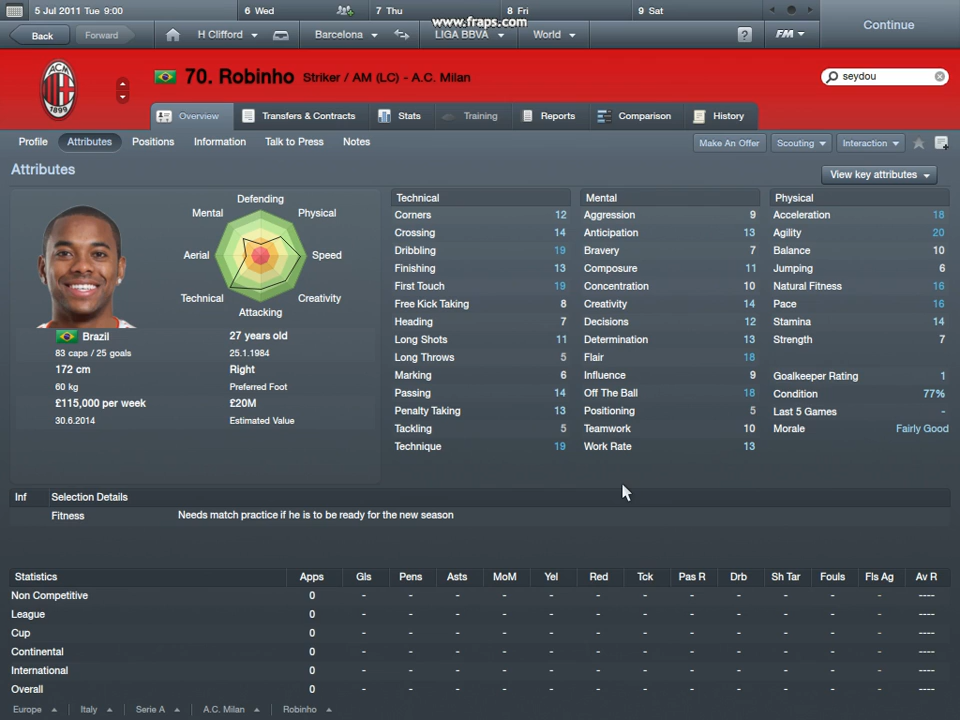 5 Jul 2011 Tue 9:00 6 Wed 7 Thu 8 Fri 9 Sat
www.fraps.com
Continue
Back Forward H Clifford Barcelona LIGA BBVA World ? FM
ACM 1899 70. Robinho Striker / AM (LC) - A.C. Milan seydou
Overview Transfers & Contracts Stats Training Reports Comparison History
Profile Attributes Positions Information Talk to Press Notes Make An Offer Scouting Interaction
Attributes View key attributes
Defending
Mental Physical
Aerial Speed
Technical Creativity
Attacking
Brazil 27 years old
83 caps / 25 goals 25.1.1984
172 cm Right
60 kg Preferred Foot
£115,000 per week £20M
30.6.2014 Estimated Value
Technical
Corners 12
Crossing 14
Dribbling 19
Finishing 13
First Touch 19
Free Kick Taking 8
Heading 7
Long Shots 11
Long Throws 5
Marking 6
Passing 14
Penalty Taking 13
Tackling 5
Technique 19
Mental
Aggression 9
Anticipation 13
Bravery 7
Composure 11
Concentration 10
Creativity 14
Decisions 12
Determination 13
Flair 18
Influence 9
Off The Ball 18
Positioning 5
Teamwork 10
Work Rate 13
Physical
Acceleration 18
Agility 20
Balance 10
Jumping 6
Natural Fitness 16
Pace 16
Stamina 14
Strength 7
Goalkeeper Rating 1
Condition 77%
Last 5 Games -
Morale Fairly Good
Inf Selection Details
Fitness Needs match practice if he is to be ready for the new season
Statistics Apps Gls Pens Asts MoM Yel Red Tck Pas R Drb Sh Tar Fouls Fls Ag Av R
Non Competitive 0 - - - - - - - - - - - - ----
League 0 - - - - - - - - - - - - ----
Cup 0 - - - - - - - - - - - - ----
Continental 0 - - - - - - - - - - - - ----
International 0 - - - - - - - - - - - - ----
Overall 0 - - - - - - - - - - - - ----
Europe Italy Serie A A.C. Milan Robinho